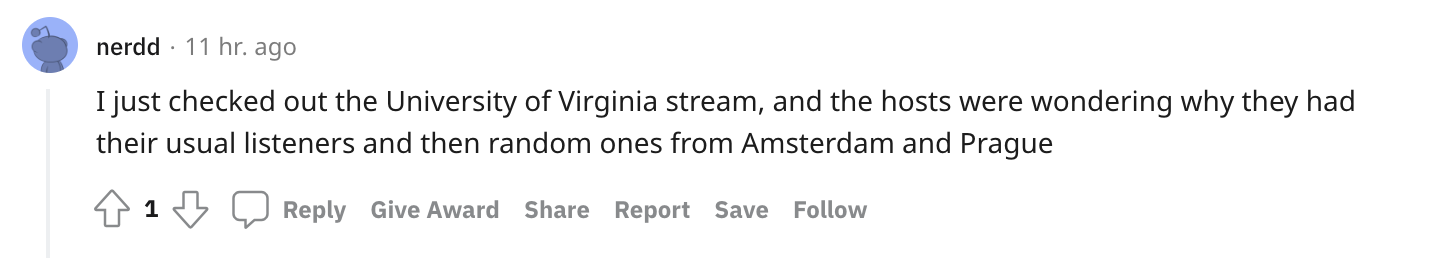 nerdd · 11 hr. ago
I just checked out the University of Virginia stream, and the hosts were wondering why they had
their usual listeners and then random ones from Amsterdam and Prague
1 Reply Give Award Share Report Save Follow